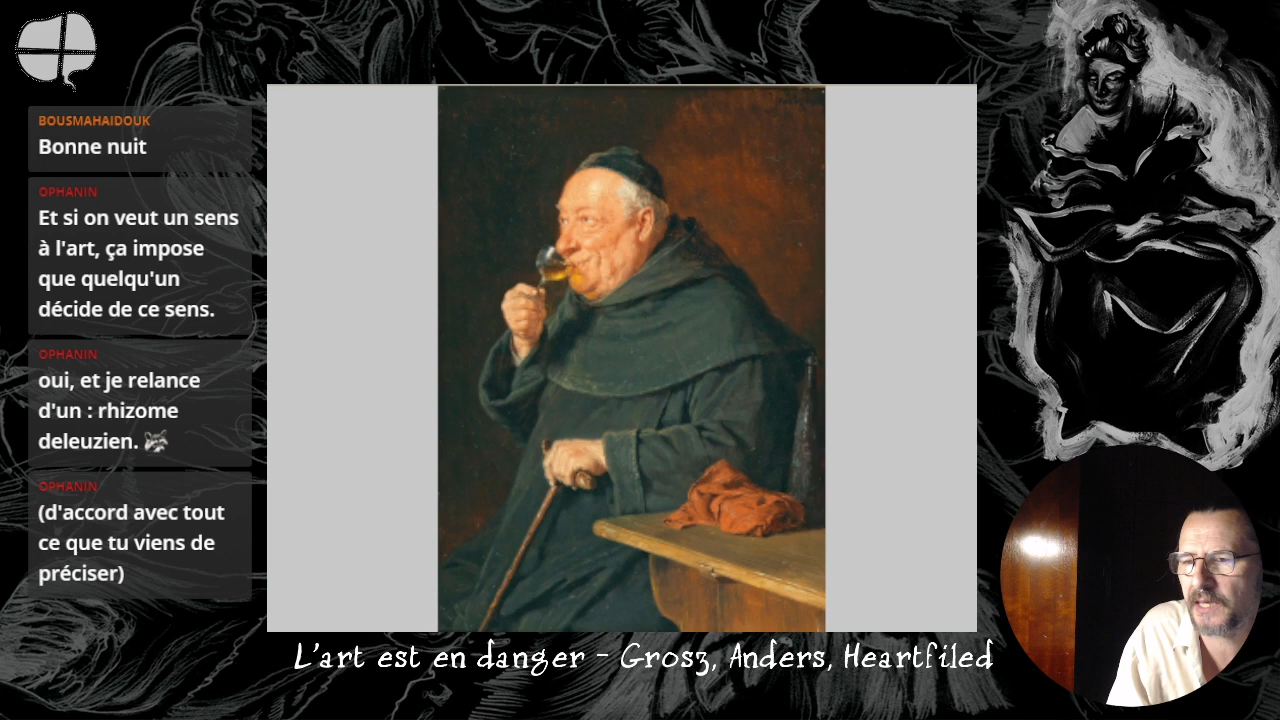 BOUSMAHAIDOUK
Bonne nuit
OPHANIN
Et si on veut un sens
à l'art, ça impose
que quelqu'un
décide de ce sens.
OPHANIN
oui, et je relance
d'un : rhizome
deleuzien.
OPHANIN
(d'accord avec tout
ce que tu viens de
préciser)
L'art est en danger - Grosz, Anders, Heartfiled